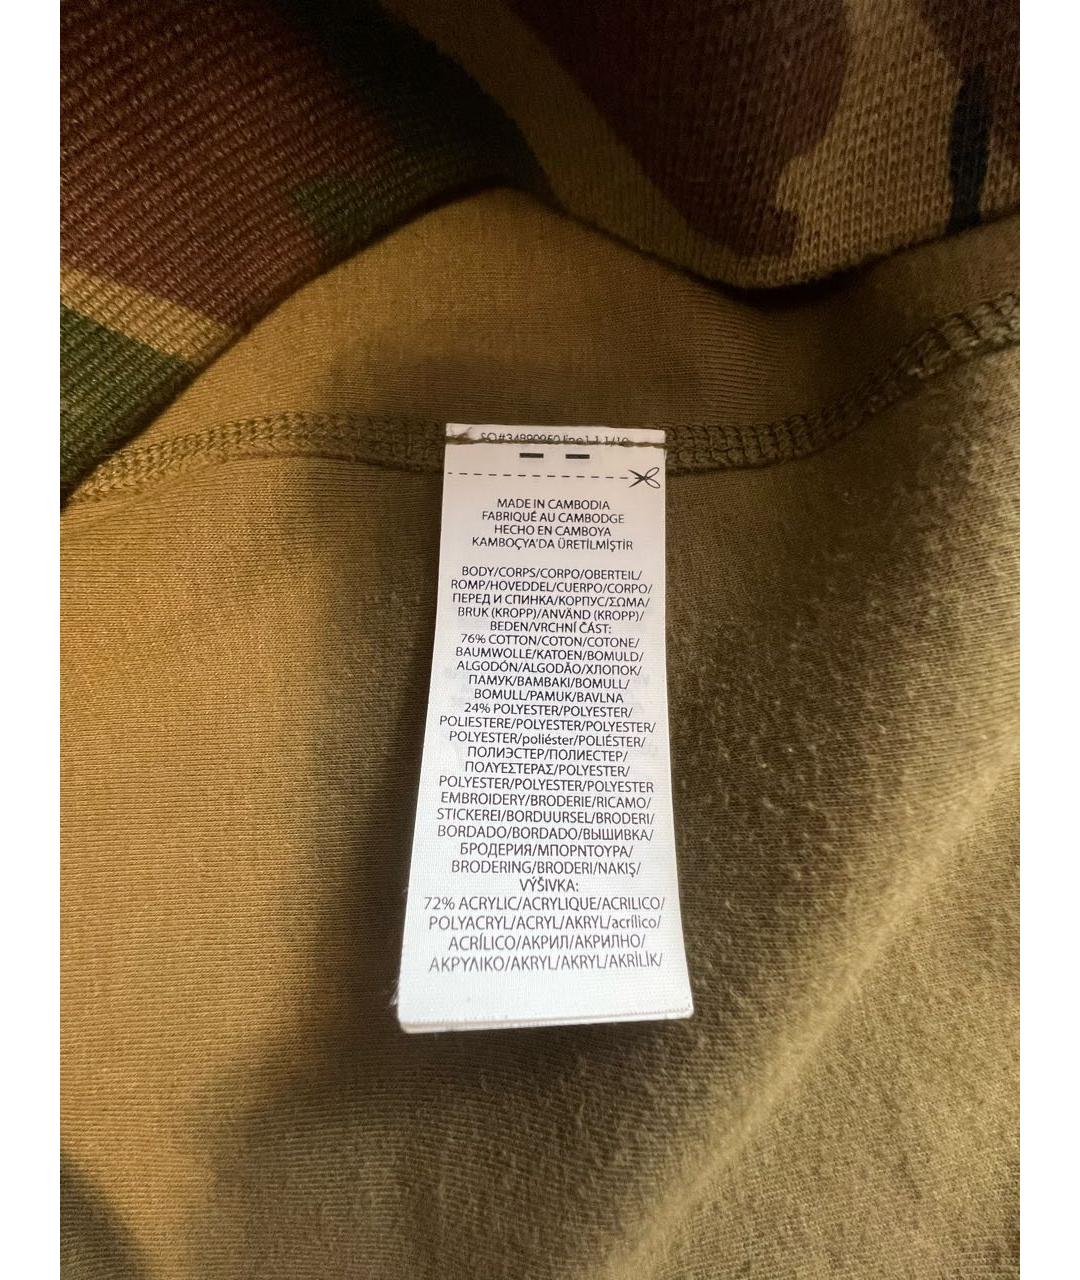 MADE IN CAMBODIA
FABRIQUÉ AU CAMBODGE
HECHO EN CAMBOYA
KAMBOÇYA'DA ÜRETİLMİŞTİR
BODY/CORPS/CORPO/OBERTEIL/
ROMP/HOVEDDEL/CUERPO/CORPO/
ПЕРЕД И СПИНКА/КОРПУС/ΣΩΜΑ/
BRUK (KROPP)/ANVÄND (KROPP)/
BEDEN/VRCHNÍ ČÁST:
76% COTTON/COTON/COTONE/
BAUMWOLLE/KATOEN/BOMULD/
ALGODÓN/ALGODÃO/ХЛОПОК/
ПАМУК/ΒΑΜΒΑΚΙ/BOMULL/
BOMULL/PAMUK/BAVLNA
24% POLYESTER/POLYESTER/
POLIESTERE/POLYESTER/POLYESTER/
POLYESTER/poliéster/POLIÉSTER/
ПОЛИЭСТЕР/ПОЛИЕСТЕР/
ΠΟΛΥΕΣΤΕΡΑΣ/POLYESTER/
POLYESTER/POLYESTER/POLYESTER
EMBROIDERY/BRODERIE/RICAMO/
STICKEREI/BORDUURSEL/BRODERI/
BORDADO/BORDADO/ВЫШИВКА/
БРОДЕРИЯ/ΜΠΟΡΝΤΟΥΡΑ/
BRODERING/BRODERI/NAKIŞ/
VÝŠIVKA:
72% ACRYLIC/ACRYLIQUE/ACRILICO/
POLYACRYL/ACRYL/AKRYL/acrílico/
ACRÍLICO/АКРИЛ/АКРИЛНО/
ΑΚΡΥΛΙΚΟ/AKRYL/AKRYL/AKRİLİK/